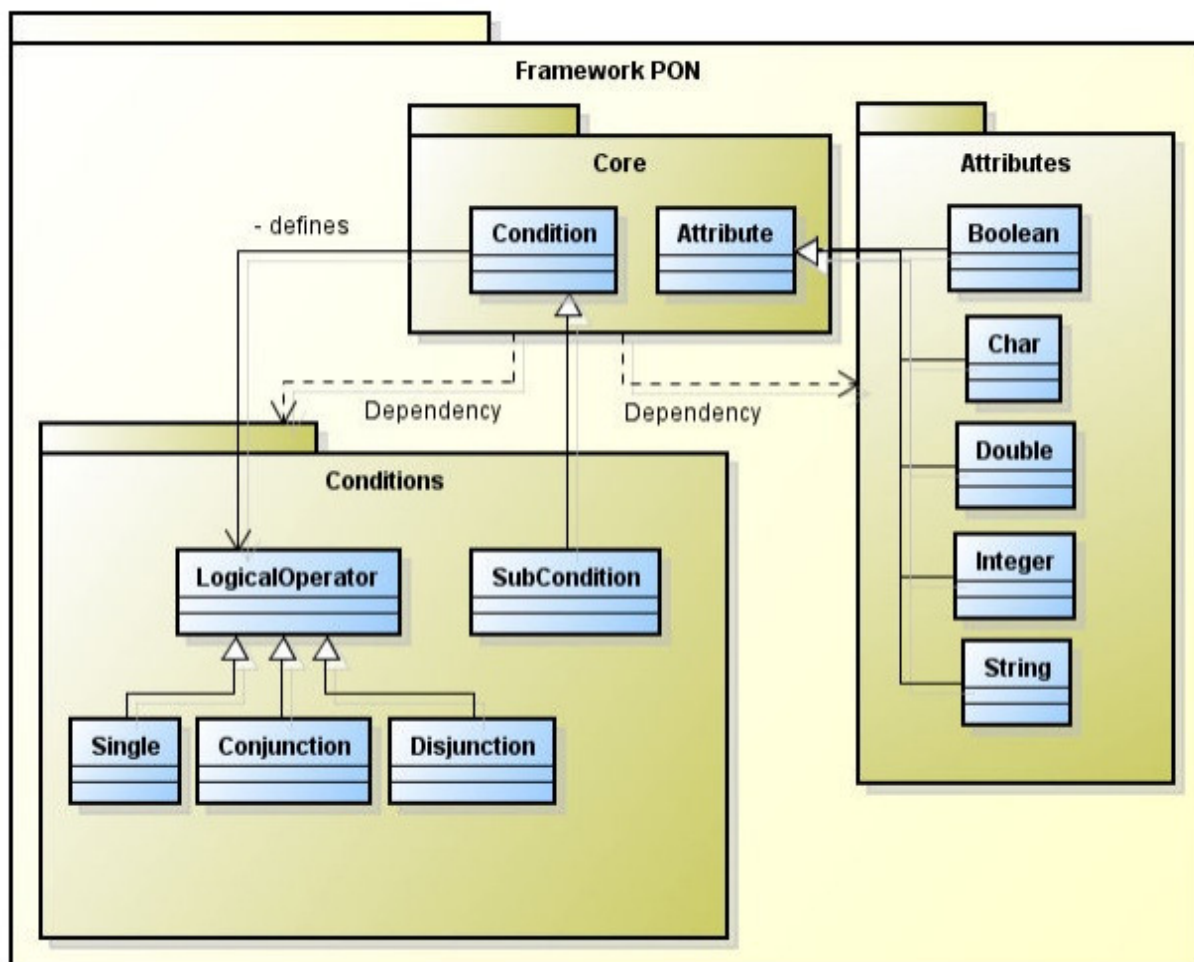 Framework PON
Core
Attributes
Condition
Attribute
Boolean
- defines
Char
Dependency
Dependency
Double
Conditions
Integer
LogicalOperator
SubCondition
String
Single
Conjunction
Disjunction